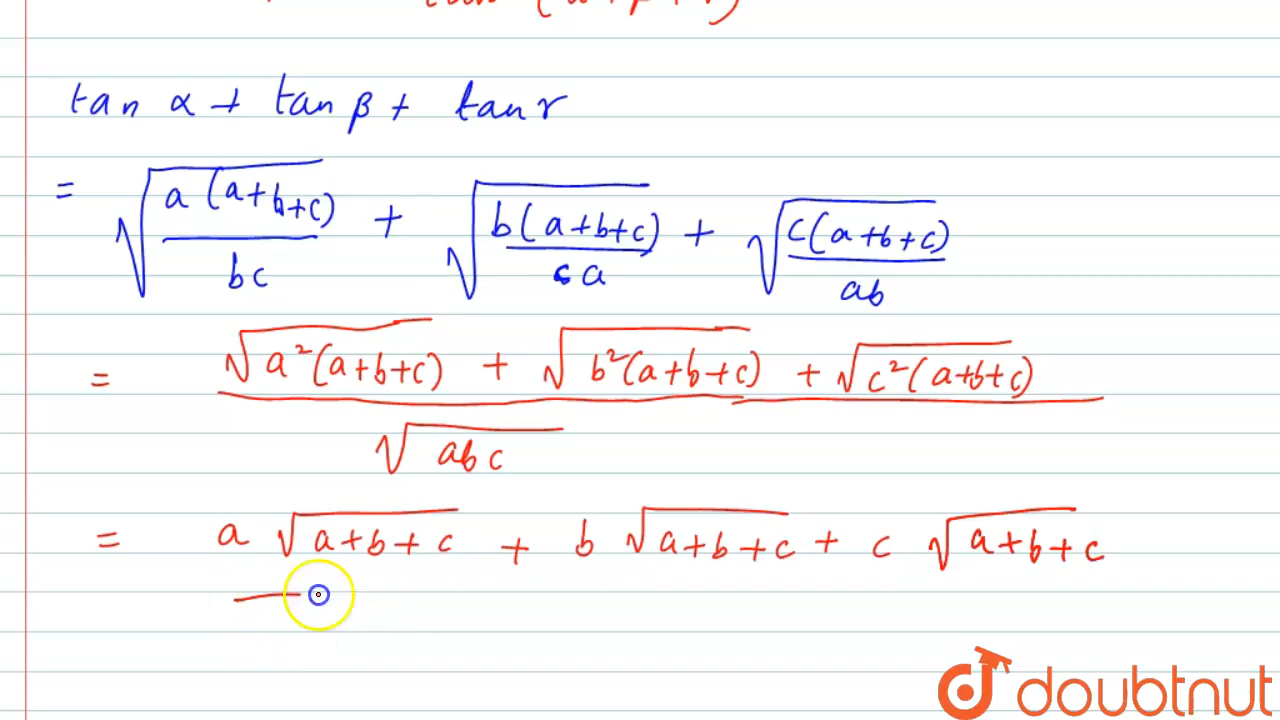 tan α + tan β + tan γ
= √(a(a+b+c)/bc) + √(b(a+b+c)/ca) + √(c(a+b+c)/ab)
= (√(a²(a+b+c)) + √(b²(a+b+c)) + √(c²(a+b+c)))/√(abc)
= a √(a+b+c) + b √(a+b+c) + c √(a+b+c)
doubtnut